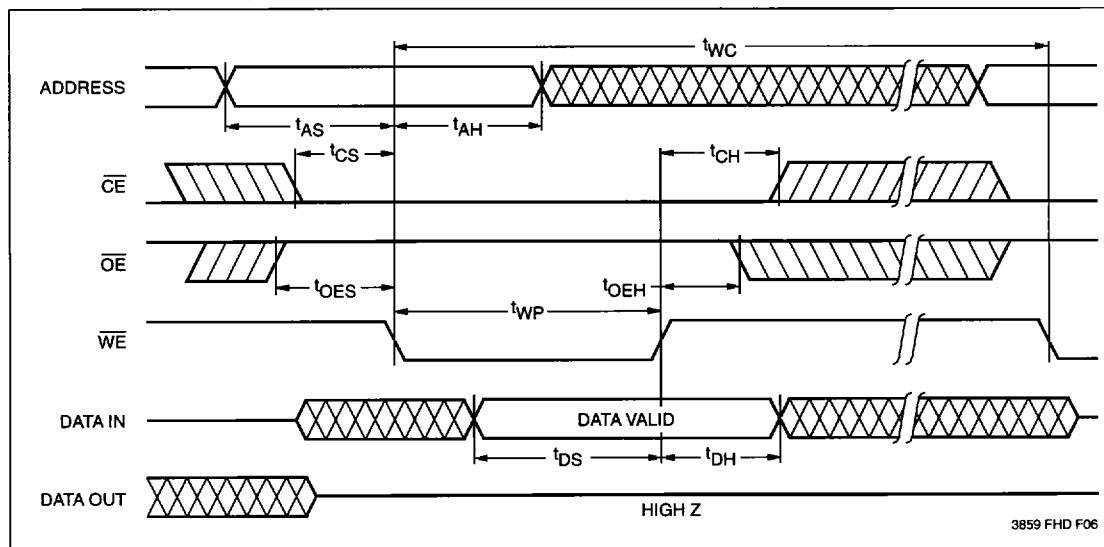 tWC
ADDRESS
tAS
tAH
tCS
tCH
CE
OE
tOES
tOEH
tWP
WE
DATA IN
DATA VALID
tDS
tDH
DATA OUT
HIGH Z
3859 FHD F06